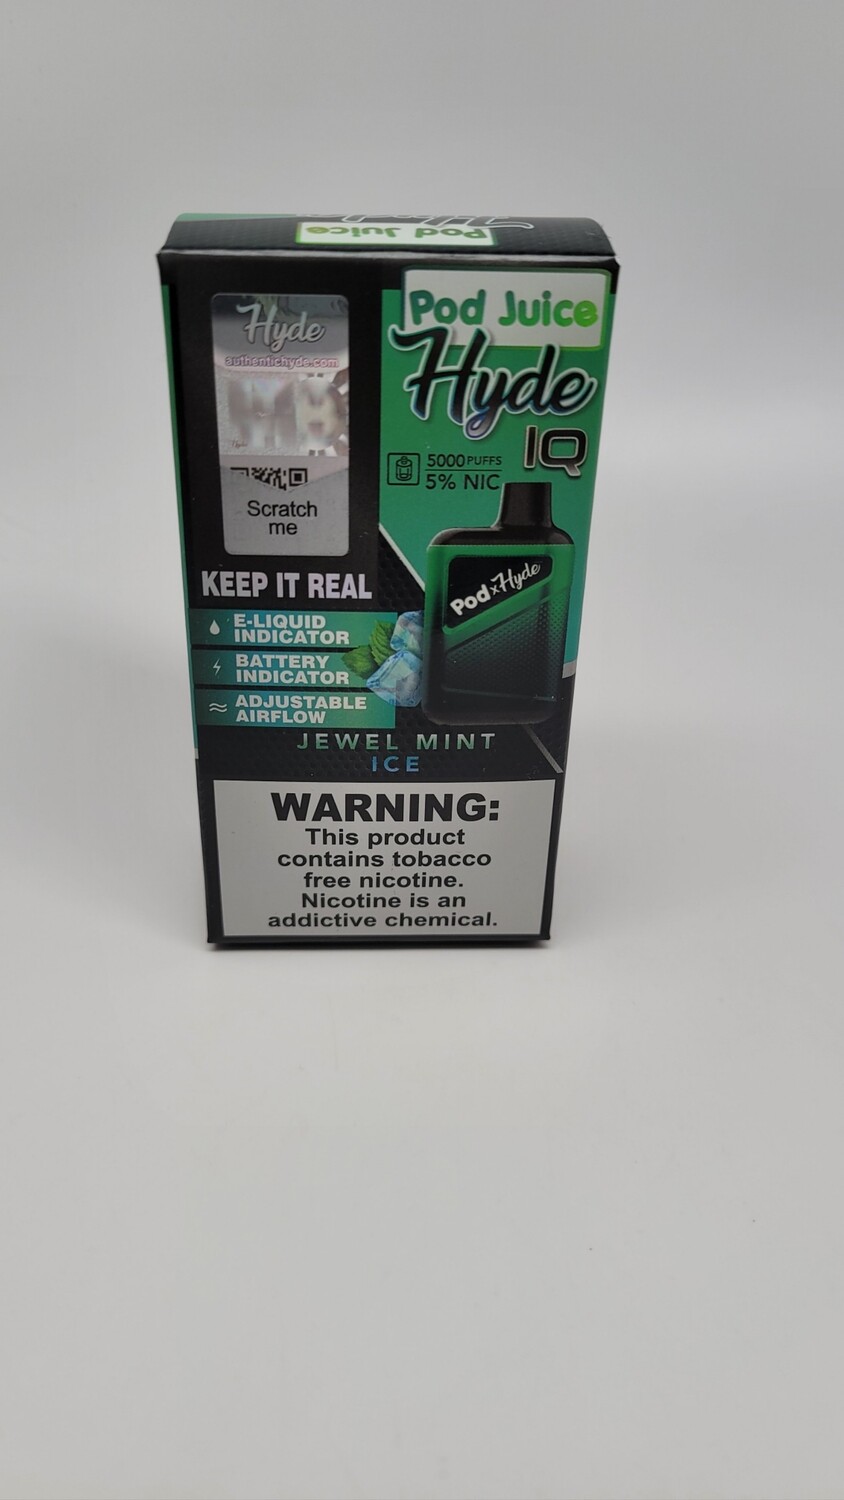 Pod Juice
Hyde
authentichyde.com
Scratch
me
KEEP IT REAL
E-LIQUID
INDICATOR
BATTERY
INDICATOR
ADJUSTABLE
AIRFLOW
Pod Juice
Hyde
IQ
5000 PUFFS
5% NIC
Pod x Hyde
JEWEL MINT
ICE
WARNING:
This product
contains tobacco
free nicotine.
Nicotine is an
addictive chemical.